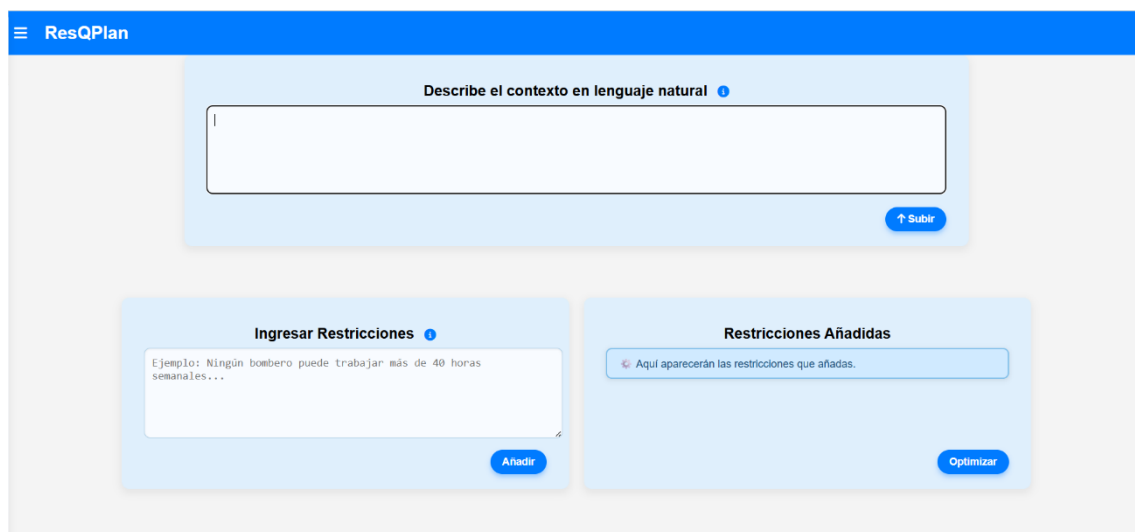 ResQPlan
Describe el contexto en lenguaje natural
Subir
Ingresar Restricciones
Ejemplo: Ningún bombero puede trabajar más de 40 horas
semanales...
Añadir
Restricciones Añadidas
Aquí aparecerán las restricciones que añadas.
Optimizar